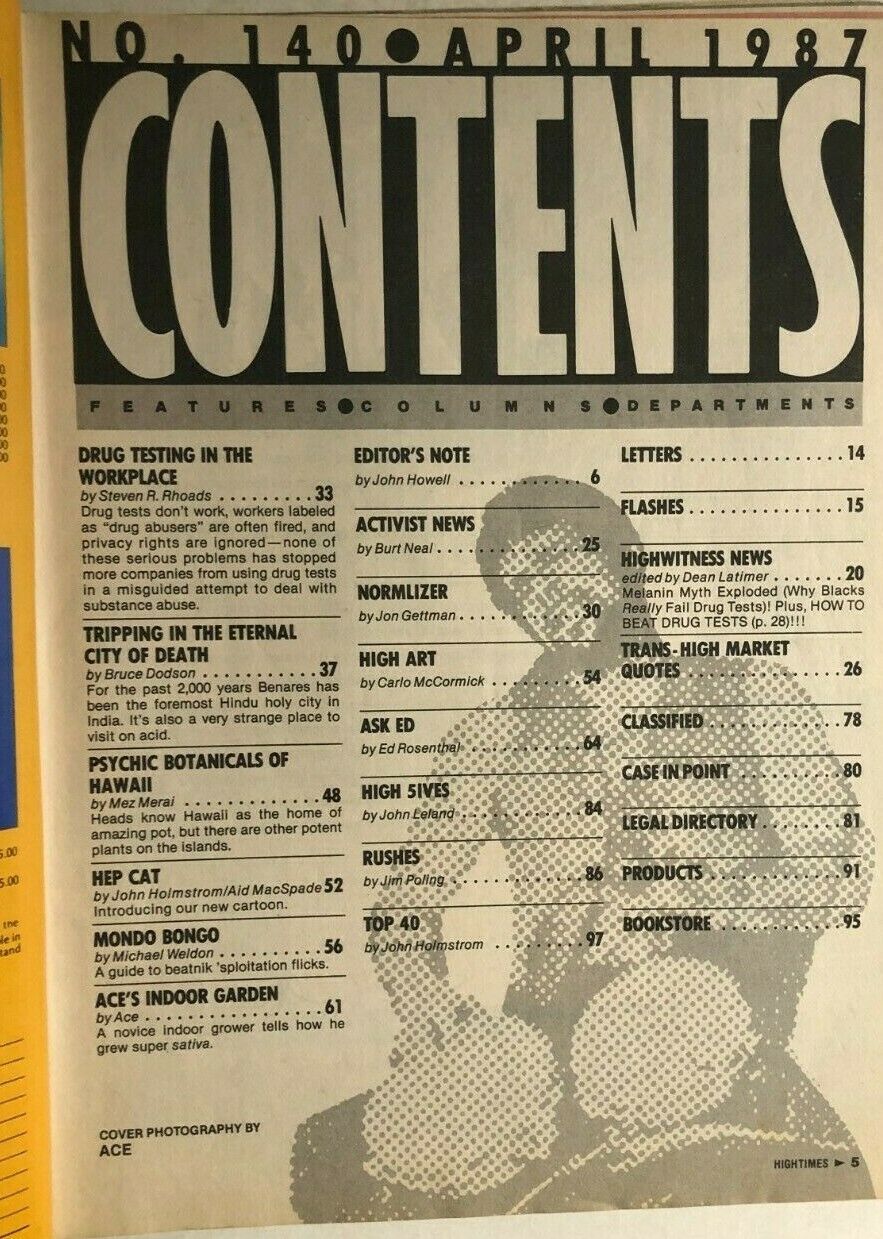 NO. 140 ● APRIL 1987
CONTENTS
FEATURES ● COLUMNS ● DEPARTMENTS
DRUG TESTING IN THE
WORKPLACE
by Steven R. Rhoads . . . . . . . . . 33
Drug tests don't work, workers labeled
as "drug abusers" are often fired, and
privacy rights are ignored—none of
these serious problems has stopped
more companies from using drug tests
in a misguided attempt to deal with
substance abuse.
TRIPPING IN THE ETERNAL
CITY OF DEATH
by Bruce Dodson . . . . . . . . . . . 37
For the past 2,000 years Benares has
been the foremost Hindu holy city in
India. It's also a very strange place to
visit on acid.
PSYCHIC BOTANICALS OF
HAWAII
by Mez Merai . . . . . . . . . . . . . 48
Heads know Hawaii as the home of
amazing pot, but there are other potent
plants on the islands.
HEP CAT
by John Holmstrom/Aid MacSpade 52
Introducing our new cartoon.
MONDO BONGO
by Michael Weldon . . . . . . . . . . 56
A guide to beatnik 'sploitation flicks.
ACE'S INDOOR GARDEN
by Ace . . . . . . . . . . . . . . . . . 61
A novice indoor grower tells how he
grew super sativa.
COVER PHOTOGRAPHY BY
ACE
EDITOR'S NOTE
by John Howell . . . . . . . . . . . . 6
ACTIVIST NEWS
by Burt Neal . . . . . . . . . . . . . 25
NORMLIZER
by Jon Gettman . . . . . . . . . . . 30
HIGH ART
by Carlo McCormick . . . . . . . . 54
ASK ED
by Ed Rosenthal . . . . . . . . . . . 64
HIGH 5IVES
by John Leland . . . . . . . . . . . . 84
RUSHES
by Jim Poling . . . . . . . . . . . . . 86
TOP 40
by John Holmstrom . . . . . . . . . 97
LETTERS . . . . . . . . . . . . . . . 14
FLASHES . . . . . . . . . . . . . . . 15
HIGHWITNESS NEWS
edited by Dean Latimer . . . . . . . 20
Melanin Myth Exploded (Why Blacks
Really Fail Drug Tests)! Plus, HOW TO
BEAT DRUG TESTS (p. 28)!!!
TRANS-HIGH MARKET
QUOTES . . . . . . . . . . . . . . . 26
CLASSIFIED . . . . . . . . . . . . . 78
CASE IN POINT . . . . . . . . . . 80
LEGAL DIRECTORY . . . . . . . . 81
PRODUCTS . . . . . . . . . . . . . 91
BOOKSTORE . . . . . . . . . . . . 95
HIGHTIMES ► 5
5.00
the